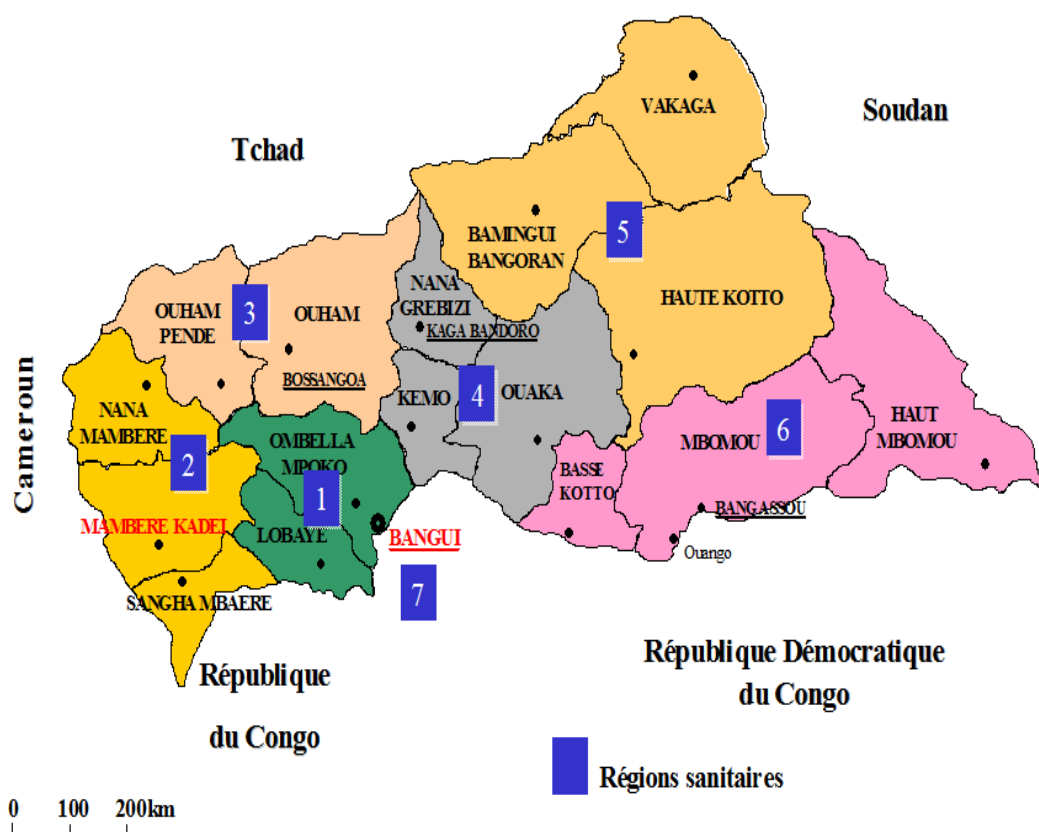 VAKAGA
Soudan
Tchad
5
BAMINGUI
BANGORAN
NANA
GREBIZI
HAUTE KOTTO
OUHAM
PENDE
3
OUHAM
KAGA BANDORO
BOSSANGOA
KEMO
4
OUAKA
Cameroun
NANA
MAMBERE
OMBELLA
MPOKO
MBOMOU
6
HAUT
MBOMOU
2
BASSE
KOTTO
1
BANGASSOU
MAMBERE KADEI
LOBAYE
BANGUI
Ouango
7
SANGHA MBAERE
République
du Congo
République Démocratique
du Congo
Régions sanitaires
0 100 200km